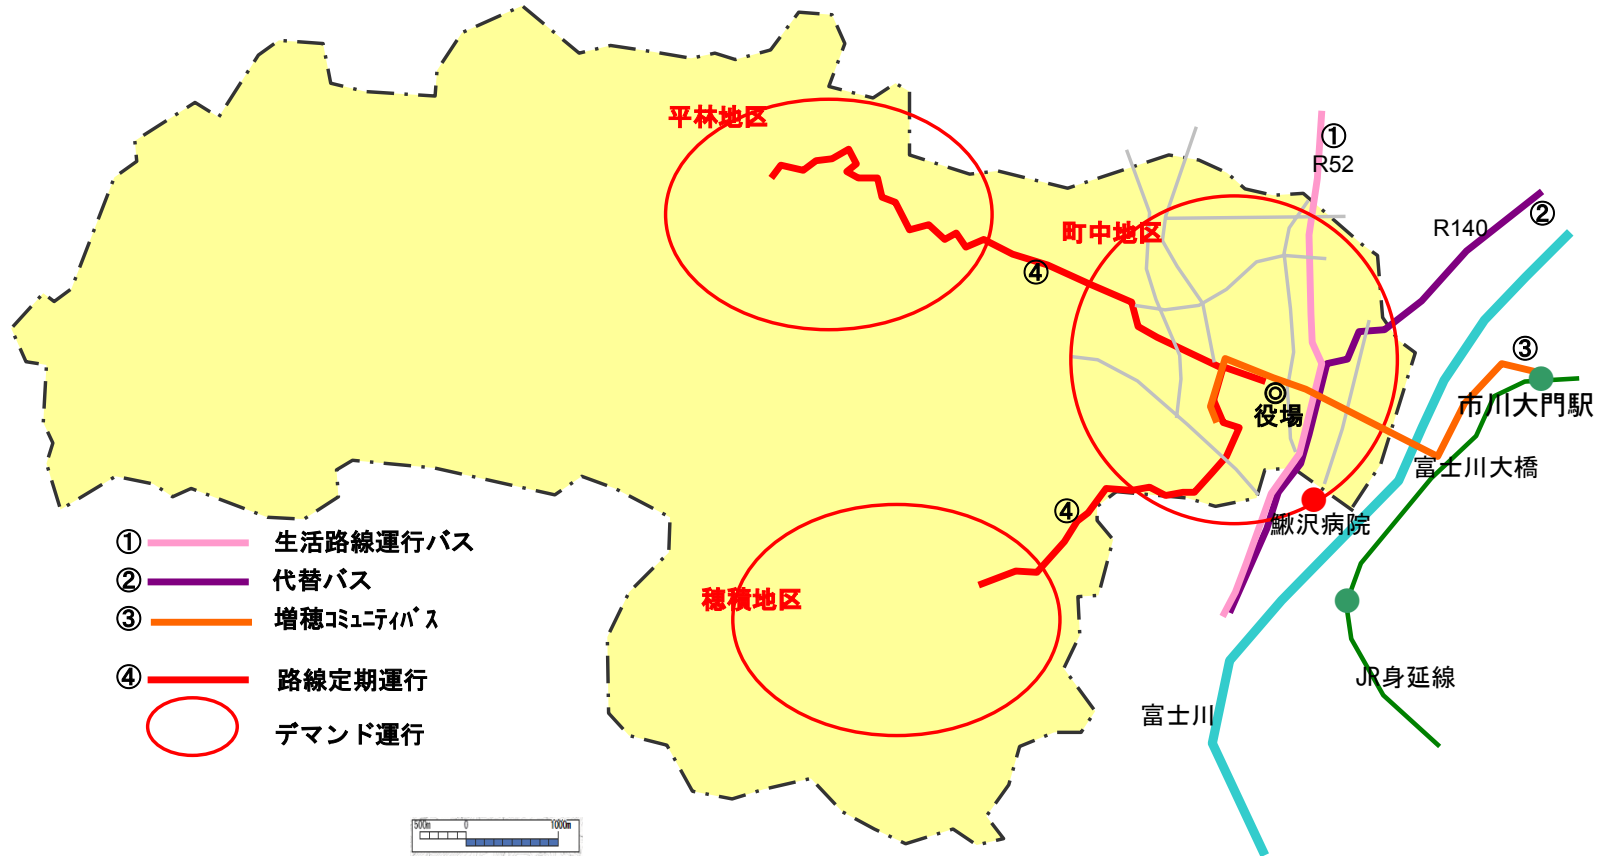 平林地区
①
R52
②
R140
町中地区
④
③
市川大門駅
◎
役場
富士川大橋
④
鰍沢病院
① 生活路線運行バス
② 代替バス
③ 増穂ｺﾐｭﾆﾃｨﾊﾞｽ
④ 路線定期運行
デマンド運行
穂積地区
JR身延線
富士川
500m 0 1000m